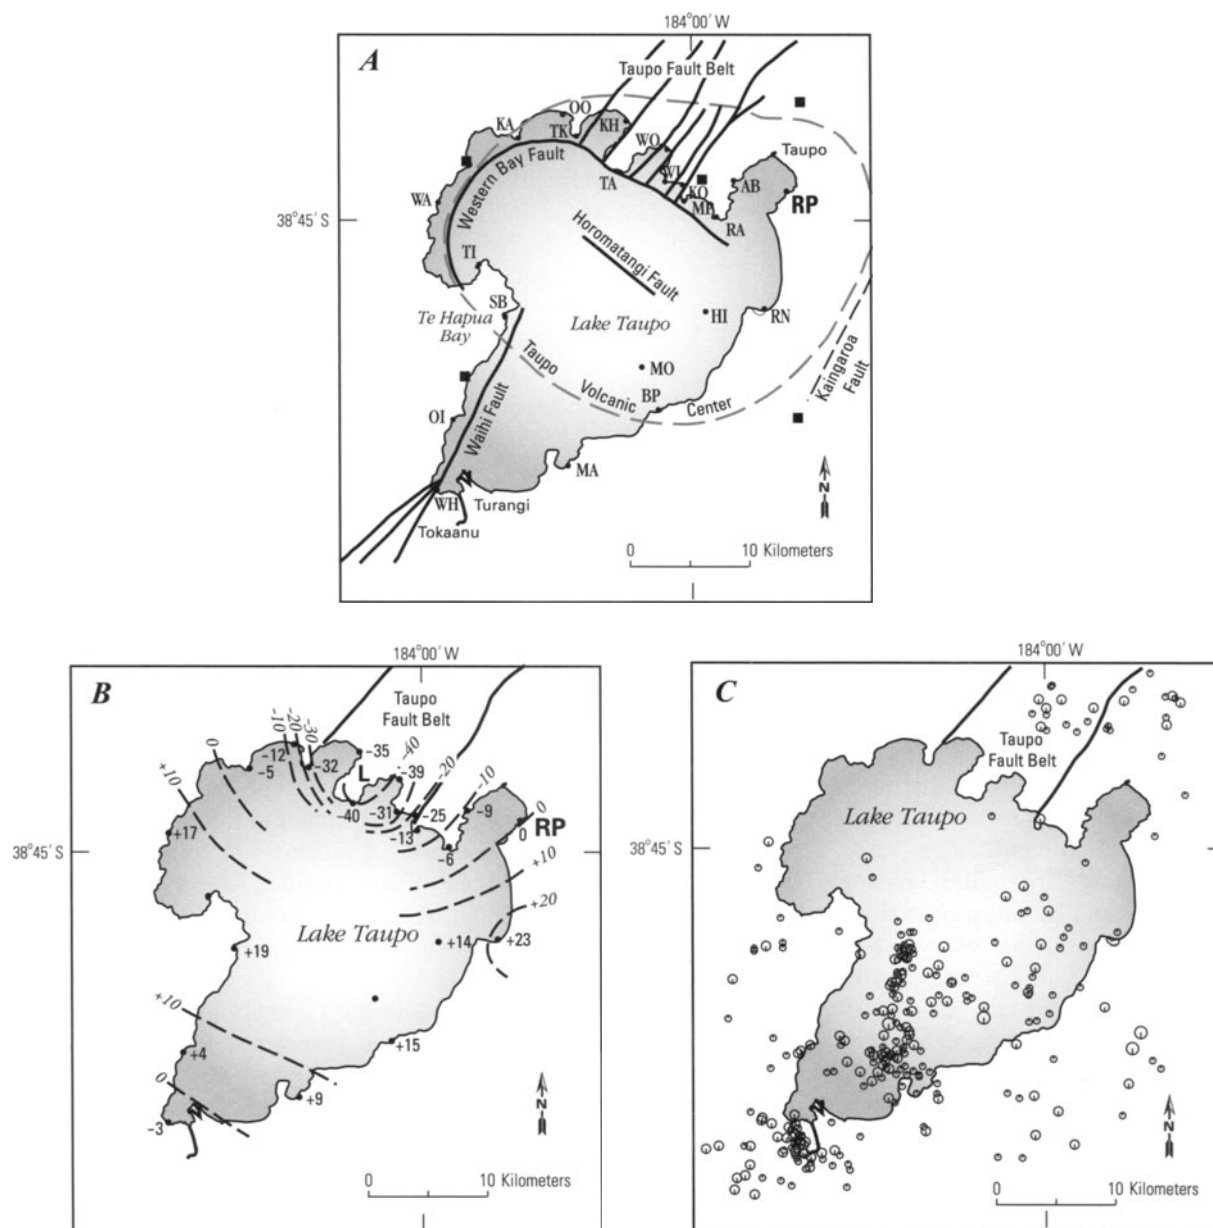 184°00′ W
A
Taupo Fault Belt
OO
KA
TK
KH
WO
Taupo
Western Bay Fault
WI
TA
KO
AB
WA
RP
38°45′ S
RA
Horomatangi Fault
TI
SB
Te Hapua
Bay
Lake Taupo
HI
RN
Taupo
Volcanic
Center
MO
BP
Kaingaroa
Fault
Waihi Fault
OI
MA
N
WH
Turangi
Tokaanu
0 10 Kilometers
184°00′ W
B
Taupo
Fault Belt
-10
-20
-30
-12
-35
-40
0
-5
-32
L
-39
-20
-10
+10
-40
-31
-25
-9
0
0
RP
+17
-13
-6
38°45′ S
+10
+20
Lake Taupo
+14
+23
+19
+10
+15
+4
0
+9
-3
N
0 10 Kilometers
184°00′ W
C
Taupo
Fault Belt
Lake Taupo
38°45′ S
N
0 10 Kilometers